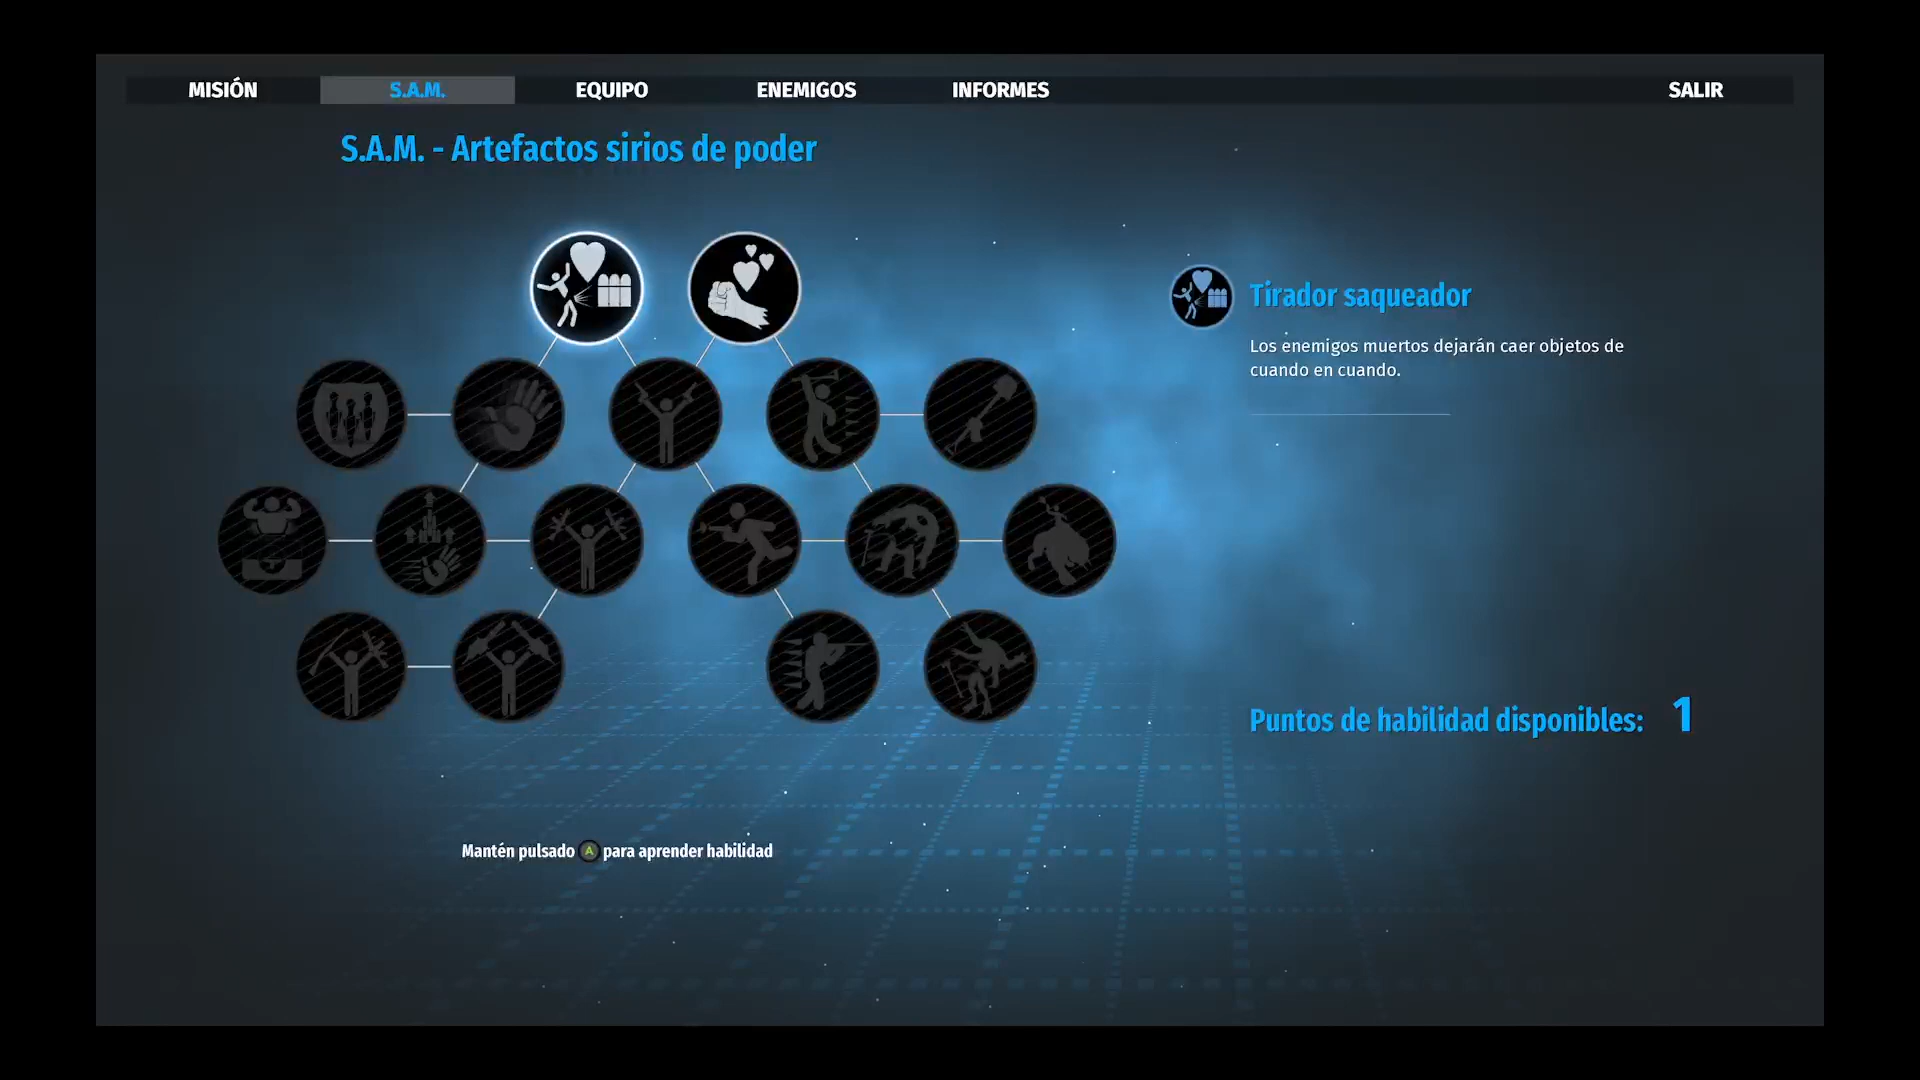 MISIÓN
S.A.M.
EQUIPO
ENEMIGOS
INFORMES
SALIR
S.A.M. - Artefactos sirios de poder
Tirador saqueador
Los enemigos muertos dejarán caer objetos de
cuando en cuando.
Puntos de habilidad disponibles: 1
Mantén pulsado A para aprender habilidad